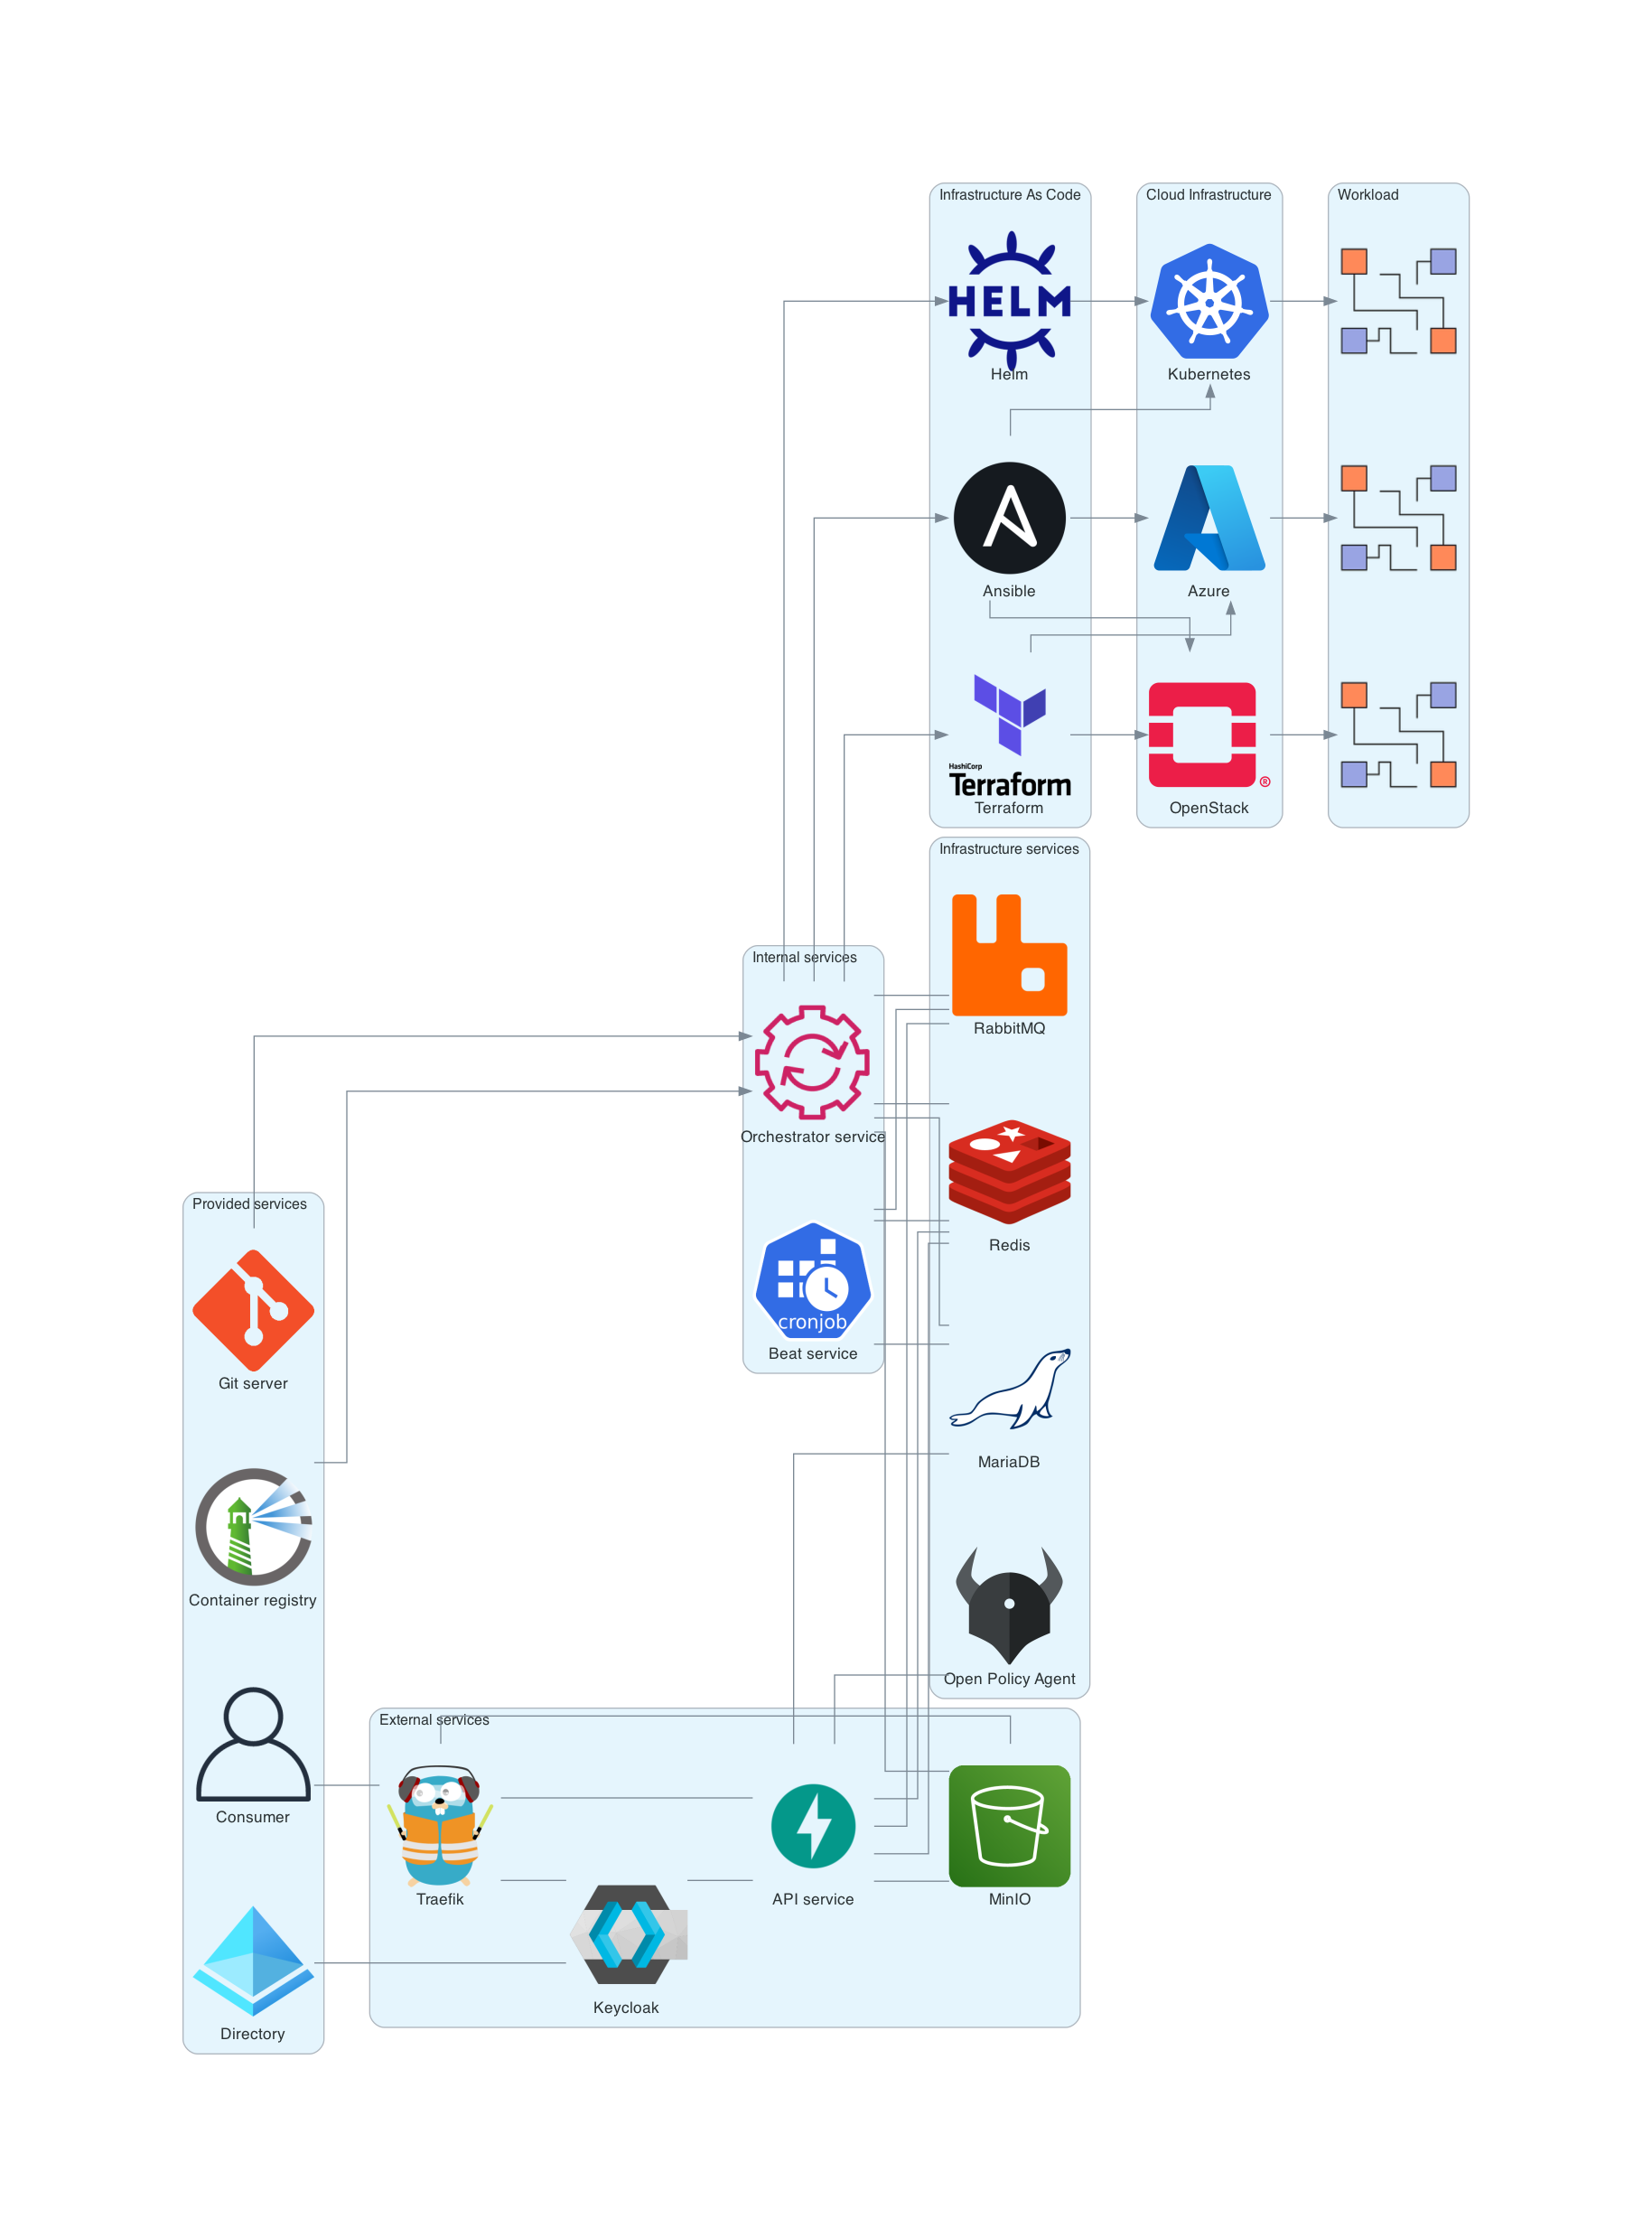 Infrastructure As Code
Cloud Infrastructure
Workload
HELM
Helm
Kubernetes
Ansible
Azure
HashiCorp
Terraform
Terraform
®
OpenStack
Infrastructure services
RabbitMQ
Internal services
Orchestrator service
Redis
Provided services
cronjob
Beat service
Git server
MariaDB
Container registry
Open Policy Agent
External services
Consumer
Traefik
API service
MinIO
Keycloak
Directory